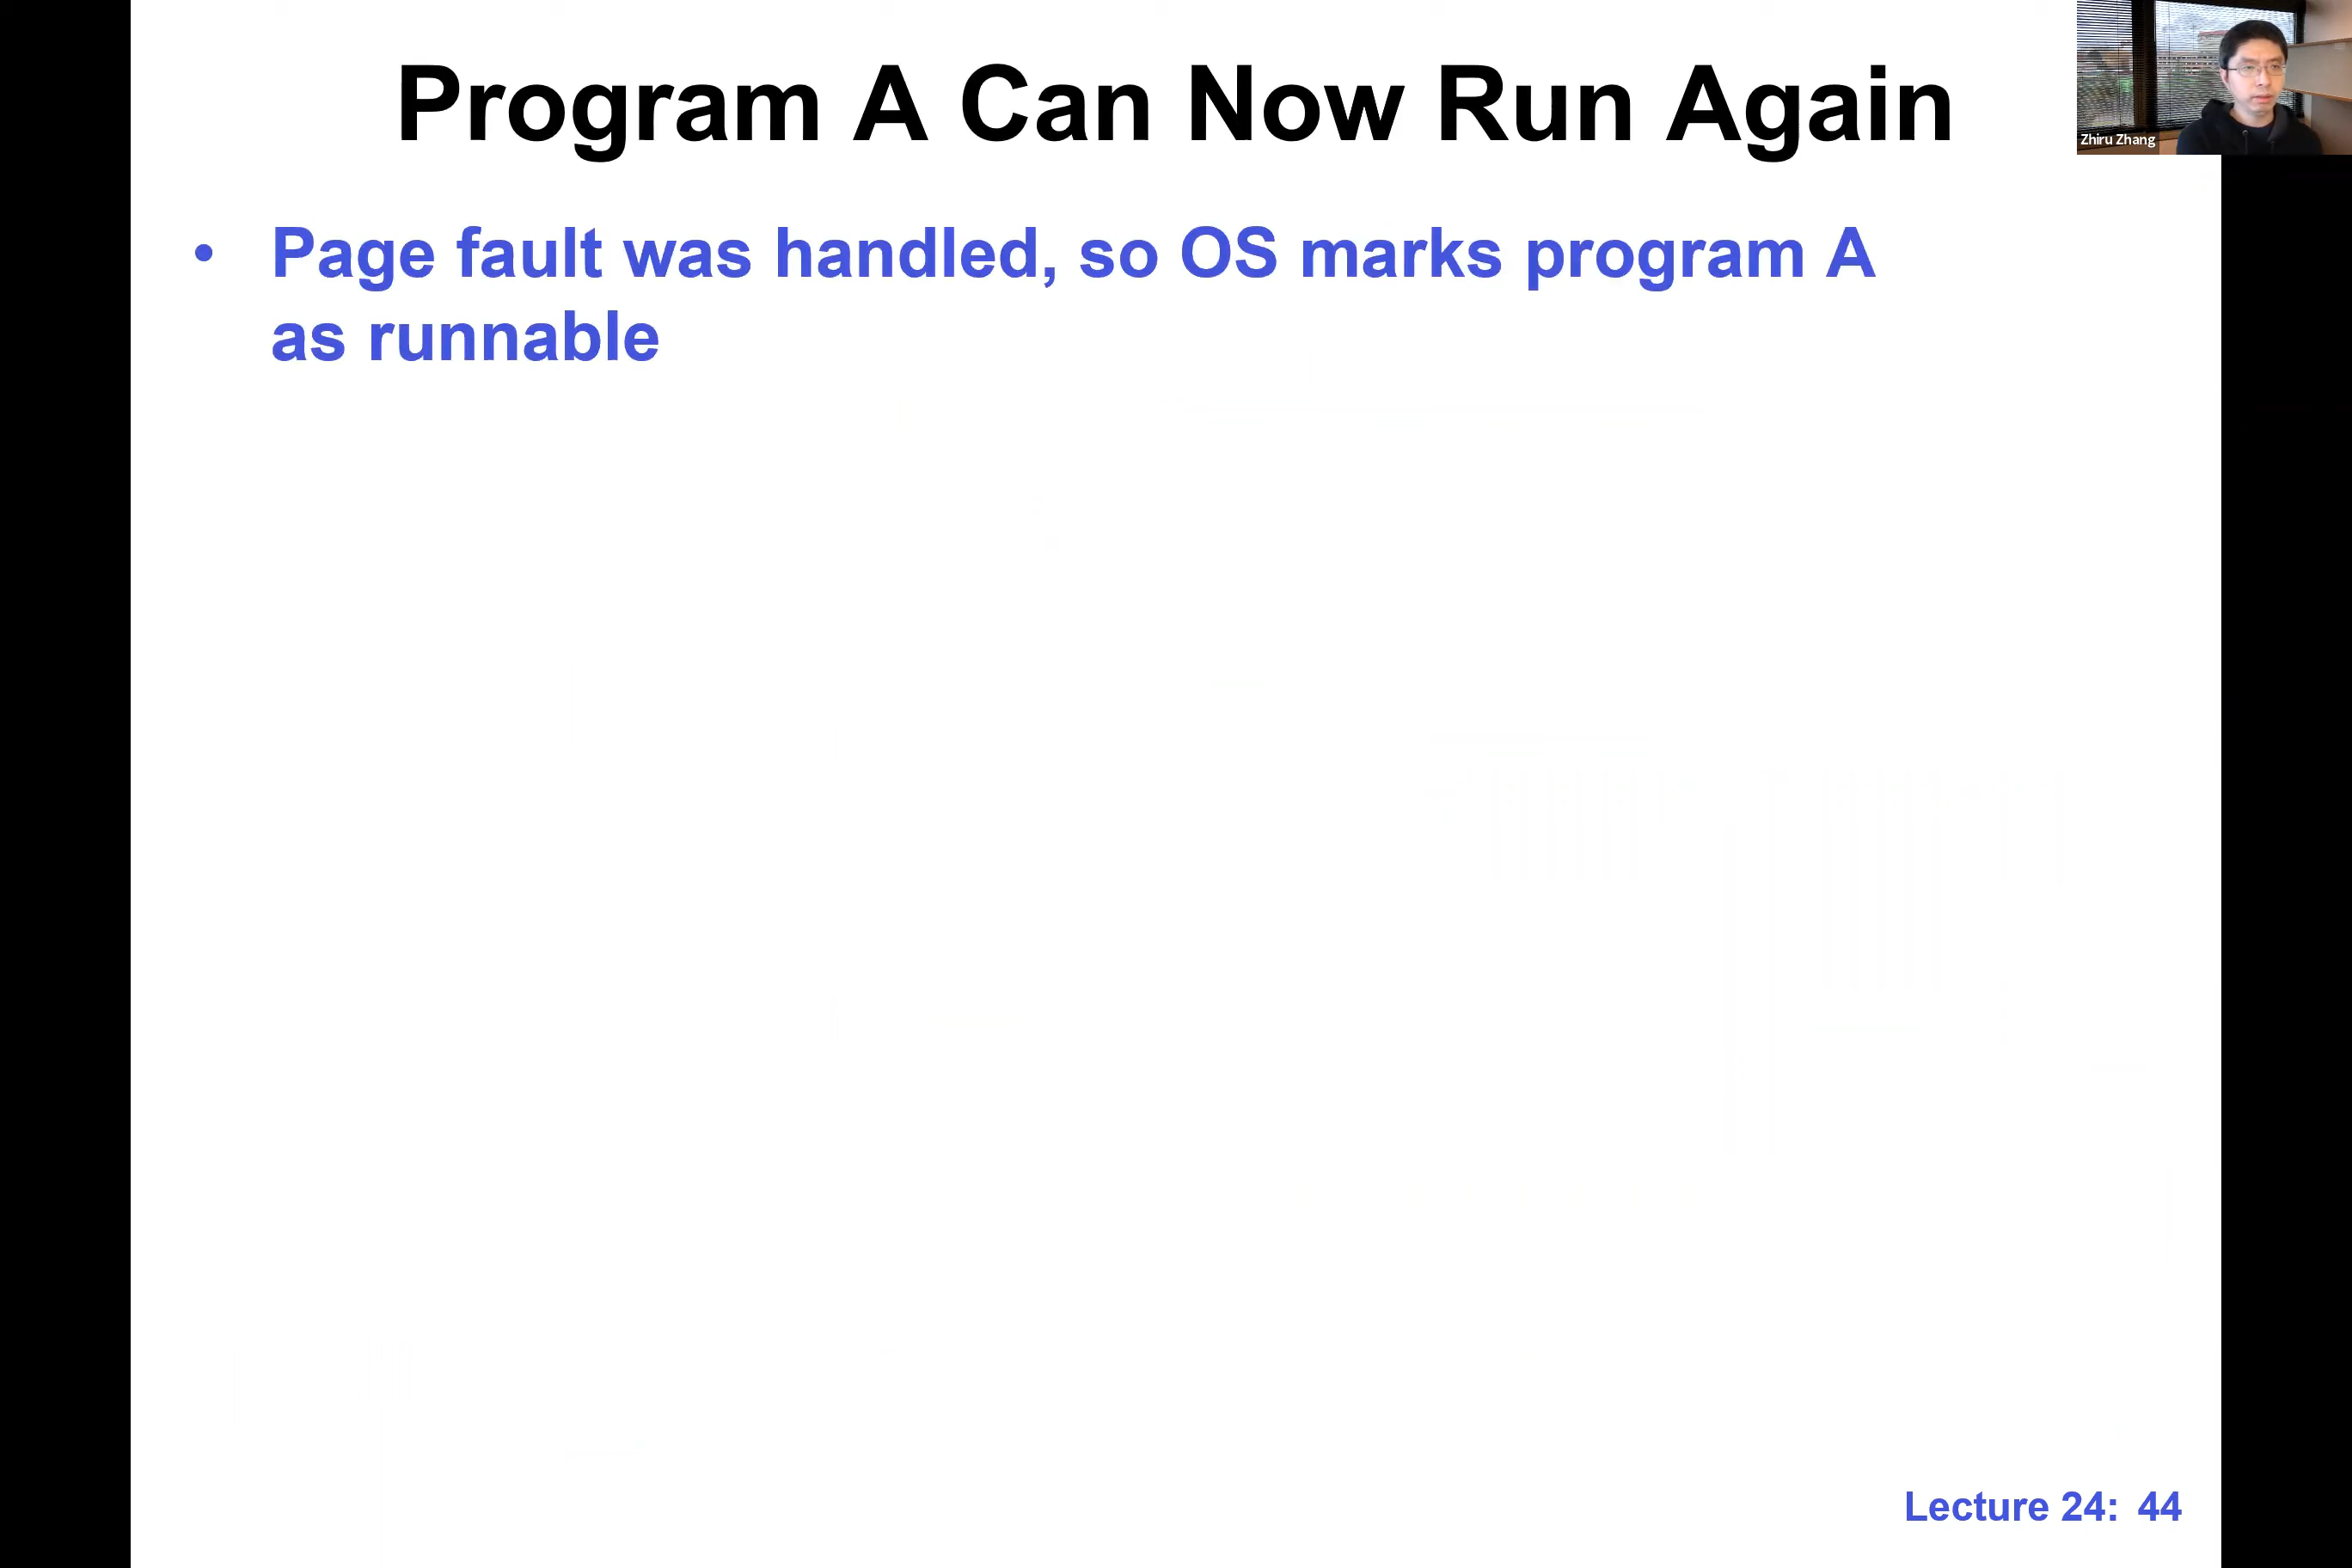 Program A Can Now Run Again
Zhiru Zhang
• Page fault was handled, so OS marks program A
as runnable
Lecture 24: 44